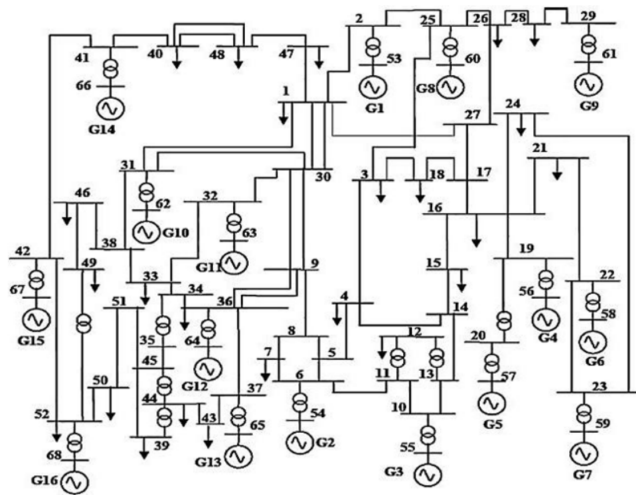 2 25 26 28 29
41 40 48 47
53 60 61
66 1 G1 G8 G9
G14 27 24
31 30 3 18 17 21
62 32
46 G10 16
38 63 9 15 19 22
42 49 33 G11 4 14 56 58
67 51 34 36 8 12 20 G4 G6
G15 35 64 7 5
50 45 G12 6 11 13 57 23
52 44 43 37 54 10 G5 59
68 39 65 G2 55 G7
G16 G13 G3